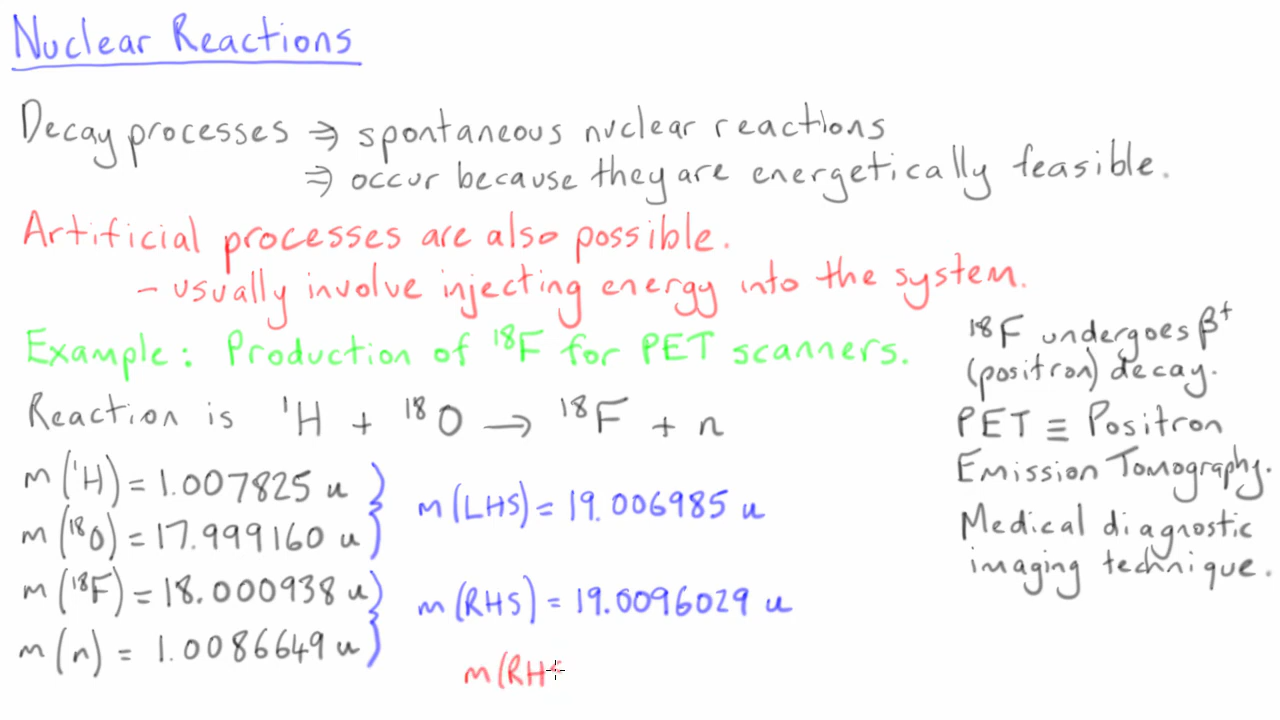 Nuclear Reactions
Decay processes ⇒ spontaneous nuclear reactions
⇒ occur because they are energetically feasible.
Artificial processes are also possible.
- usually involve injecting energy into the system.
Example: Production of ¹⁸F for PET scanners.
Reaction is ¹H + ¹⁸O → ¹⁸F + n
m(¹H) = 1.007825 u
m(¹⁸O) = 17.999160 u
m(LHS) = 19.006985 u
m(¹⁸F) = 18.000938 u
m(n) = 1.0086649 u
m(RHS) = 19.0096029 u
m(RHS
¹⁸F undergoes β⁺
(positron) decay.
PET ≡ Positron
Emission Tomography.
Medical diagnostic
imaging technique.